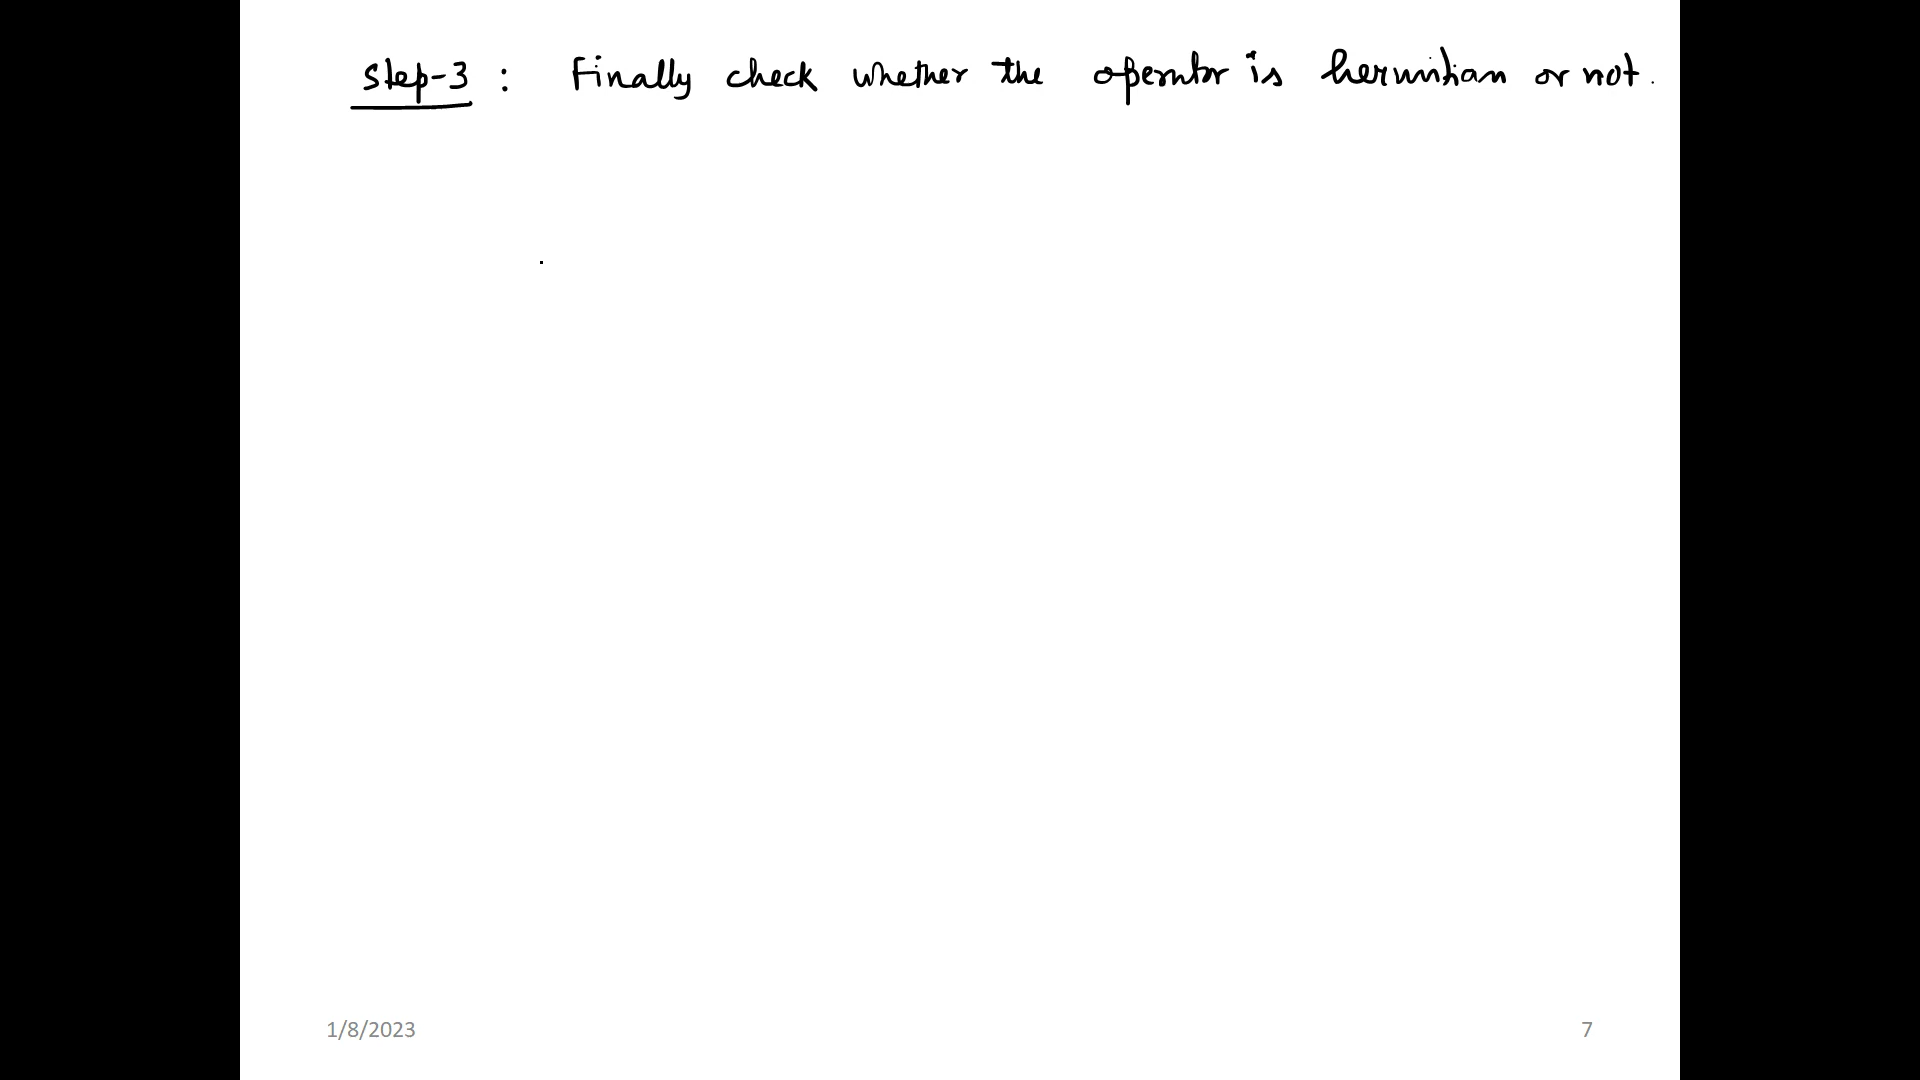 Step-3 : Finally check whether the operator is hermitian or not.
1/8/2023
7